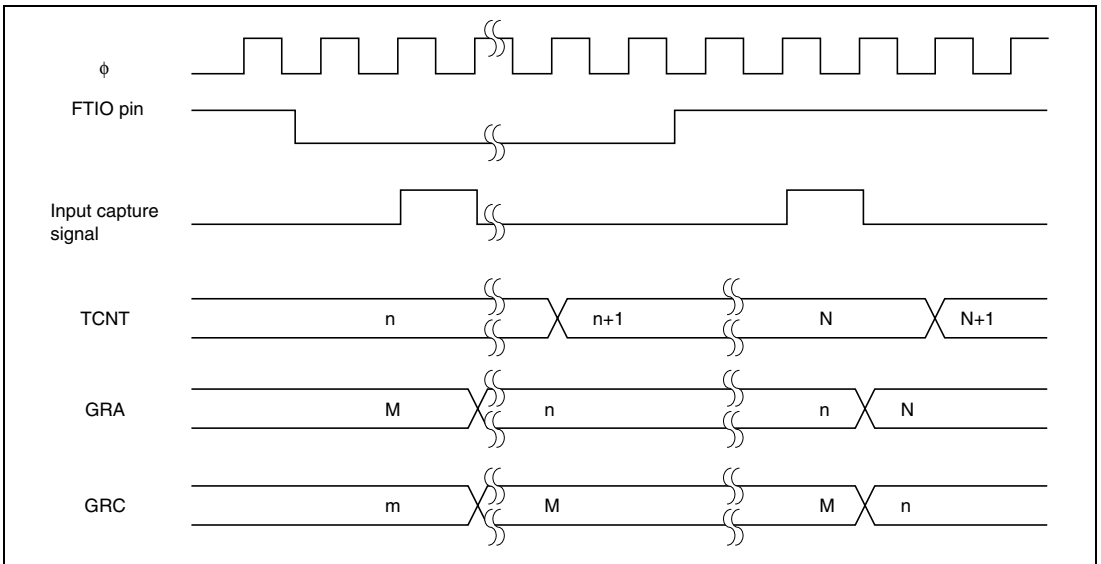 ϕ
FTIO pin
Input capture
signal
TCNT n n+1 N N+1
GRA M n n N
GRC m M M n